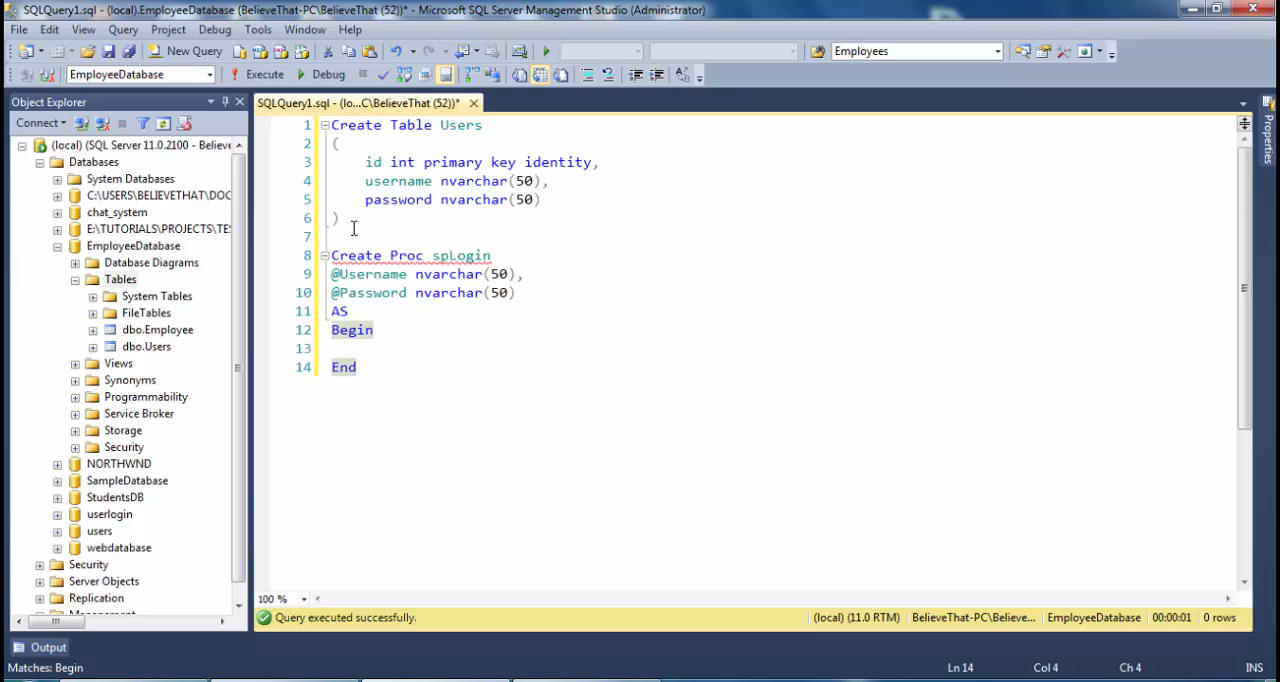 SQLQuery1.sql - (local).EmployeeDatabase (BelieveThat-PC\BelieveThat (52))* - Microsoft SQL Server Management Studio (Administrator)
File Edit View Query Project Debug Tools Window Help
New Query Employees
EmployeeDatabase Execute Debug
Object Explorer
SQLQuery1.sql - (lo...C\BelieveThat (52))*
Connect
(local) (SQL Server 11.0.2100 - Believe
Databases
System Databases
C:\USERS\BELIEVETHAT\DOC
chat_system
E:\TUTORIALS\PROJECTS\TES
EmployeeDatabase
Database Diagrams
Tables
System Tables
FileTables
dbo.Employee
dbo.Users
Views
Synonyms
Programmability
Service Broker
Storage
Security
NORTHWND
SampleDatabase
StudentsDB
userlogin
users
webdatabase
Security
Server Objects
Replication
Management
1 Create Table Users
2 (
3 id int primary key identity,
4 username nvarchar(50),
5 password nvarchar(50)
6 )
7
8 Create Proc spLogin
9 @Username nvarchar(50),
10 @Password nvarchar(50)
11 AS
12 Begin
13
14 End
Properties
100 %
Query executed successfully. (local) (11.0 RTM) BelieveThat-PC\Believe... EmployeeDatabase 00:00:01 0 rows
Output
Matches: Begin Ln 14 Col 4 Ch 4 INS